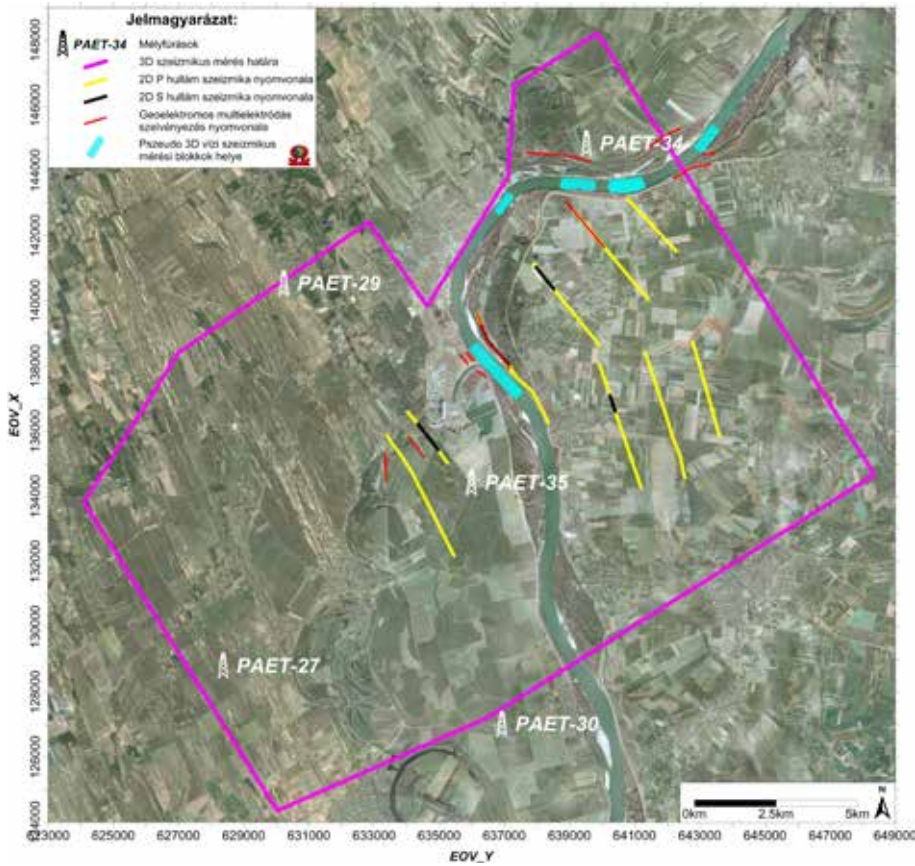 Jelmagyarázat:
PAET-34 Mélyfúrások
3D szeizmikus mérés határa
2D P hullám szeizmika nyomvonala
2D S hullám szeizmika nyomvonala
Geoelektromos multielektródás
szelvényezés nyomvonala
Pszeudo 3D vízi szeizmikus
mérési blokkok helye
PAET-34
PAET-29
PAET-35
PAET-27
PAET-30
148000
146000
144000
142000
140000
138000
136000
134000
132000
130000
128000
126000
124000
EOV_X
N
0km 2.5km 5km
623000 625000 627000 629000 631000 633000 635000 637000 639000 641000 643000 645000 647000 649000
EOV_Y